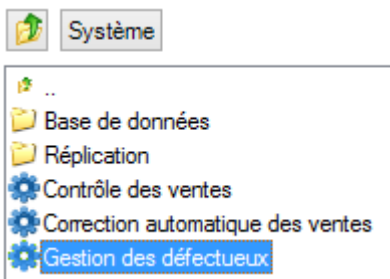 Système
..
Base de données
Réplication
Contrôle des ventes
Correction automatique des ventes
Gestion des défectueux